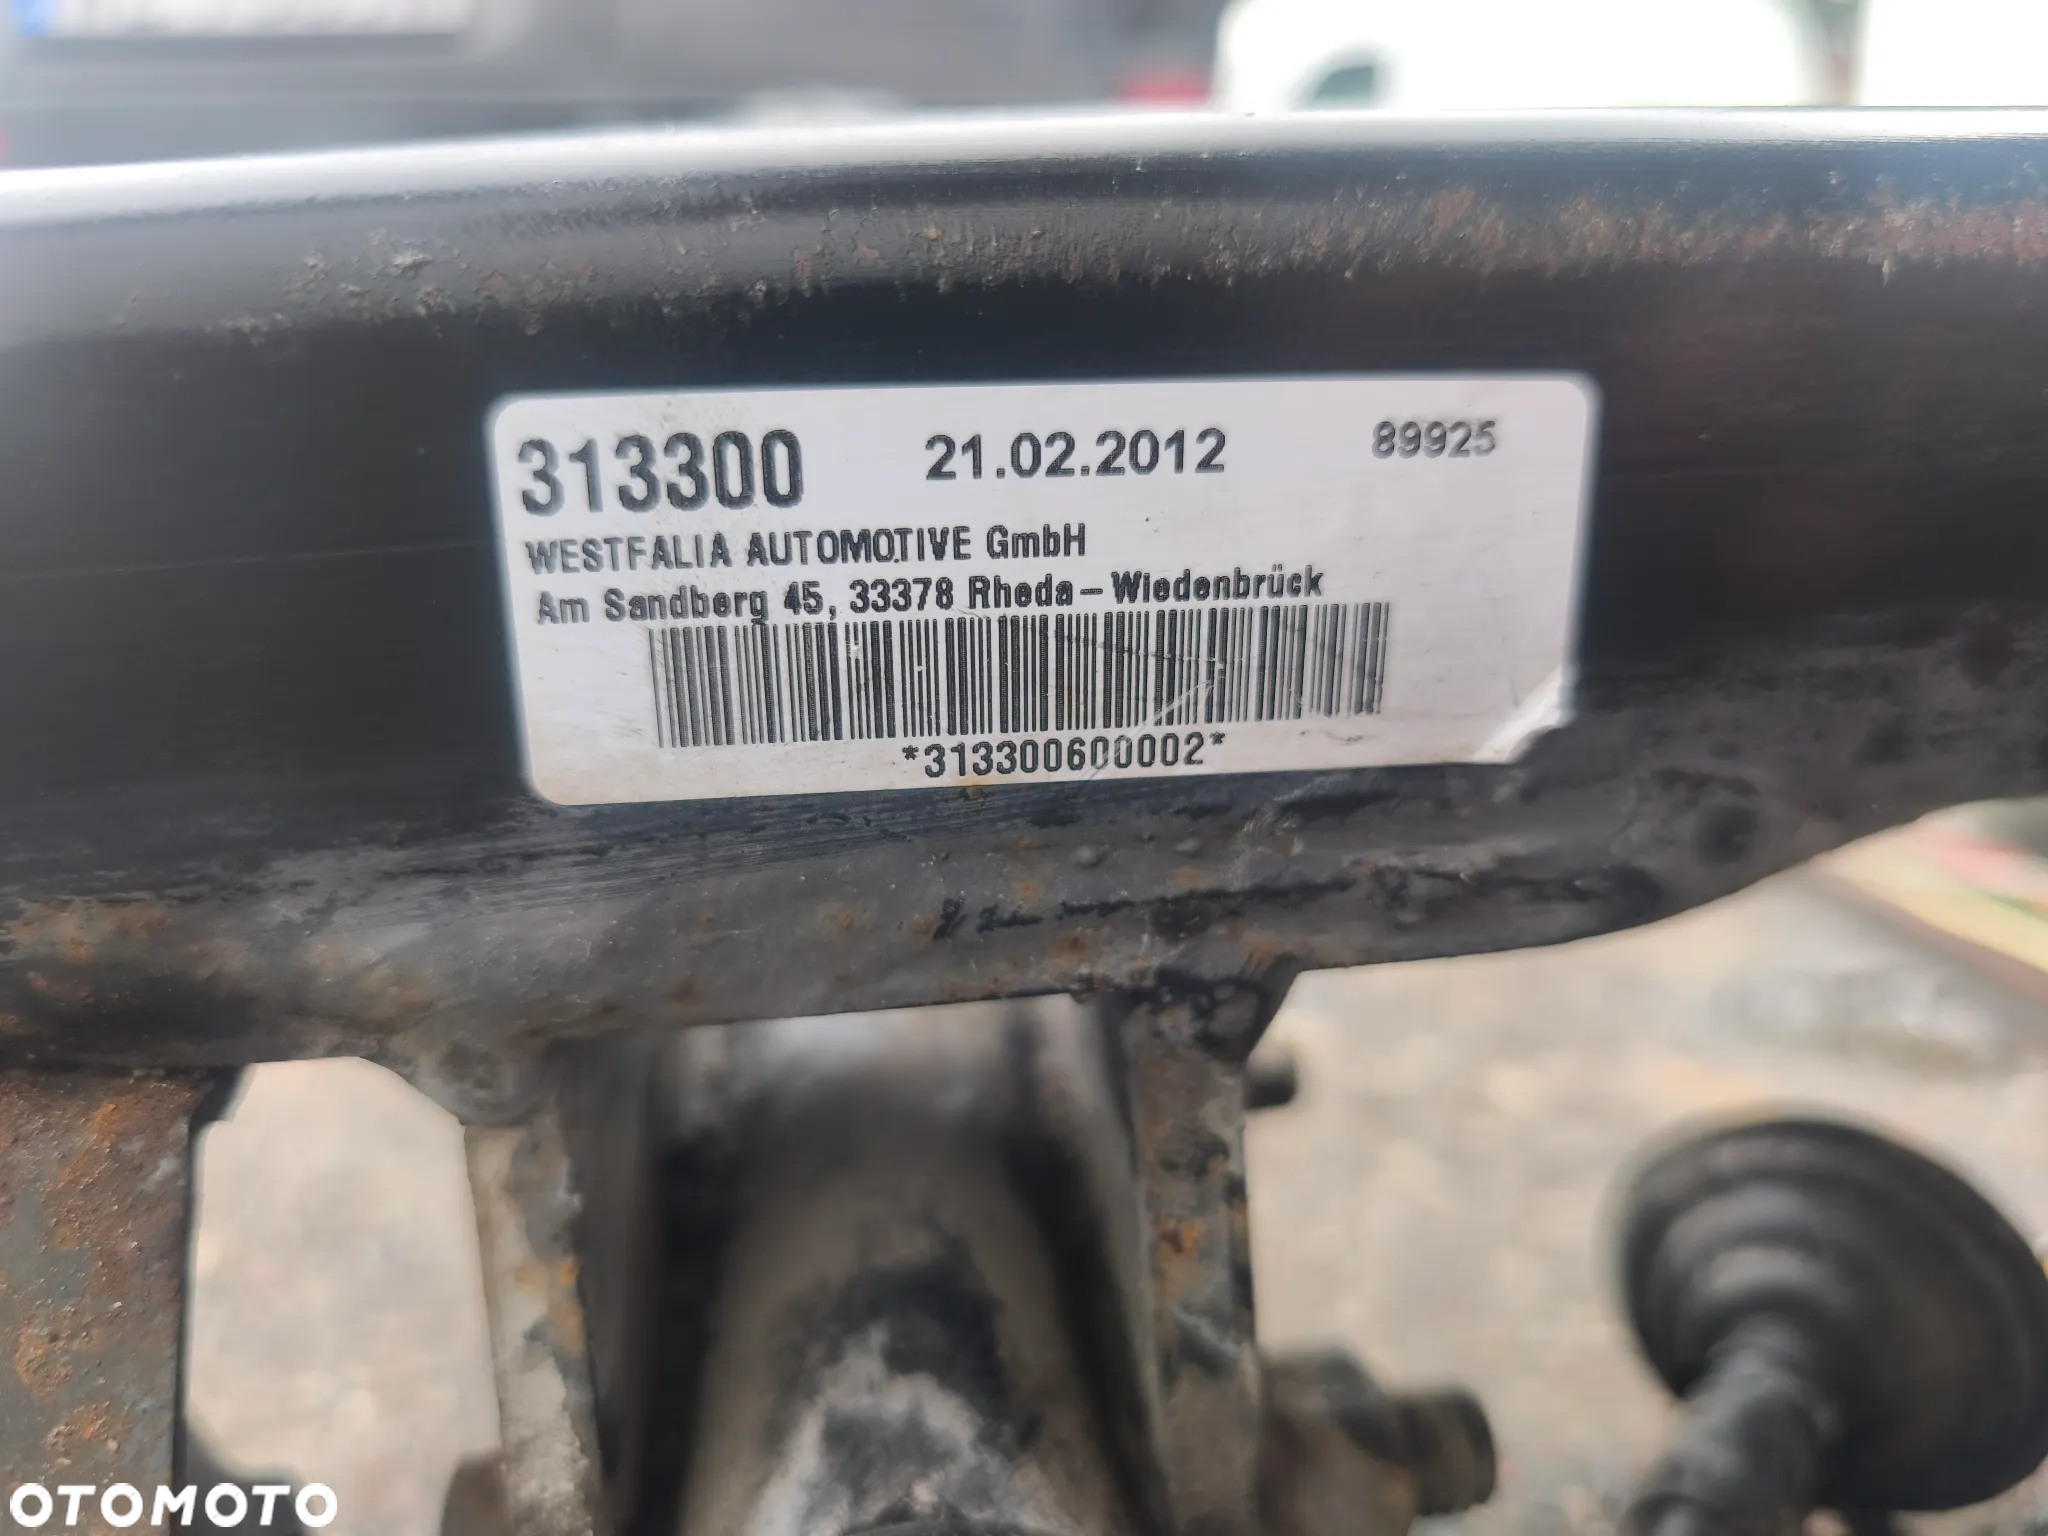 313300 21.02.2012 89925
WESTFALIA AUTOMOTIVE GmbH
Am Sandberg 45, 33378 Rheda-Wiedenbrück
*313300600002*
OTOMOTO